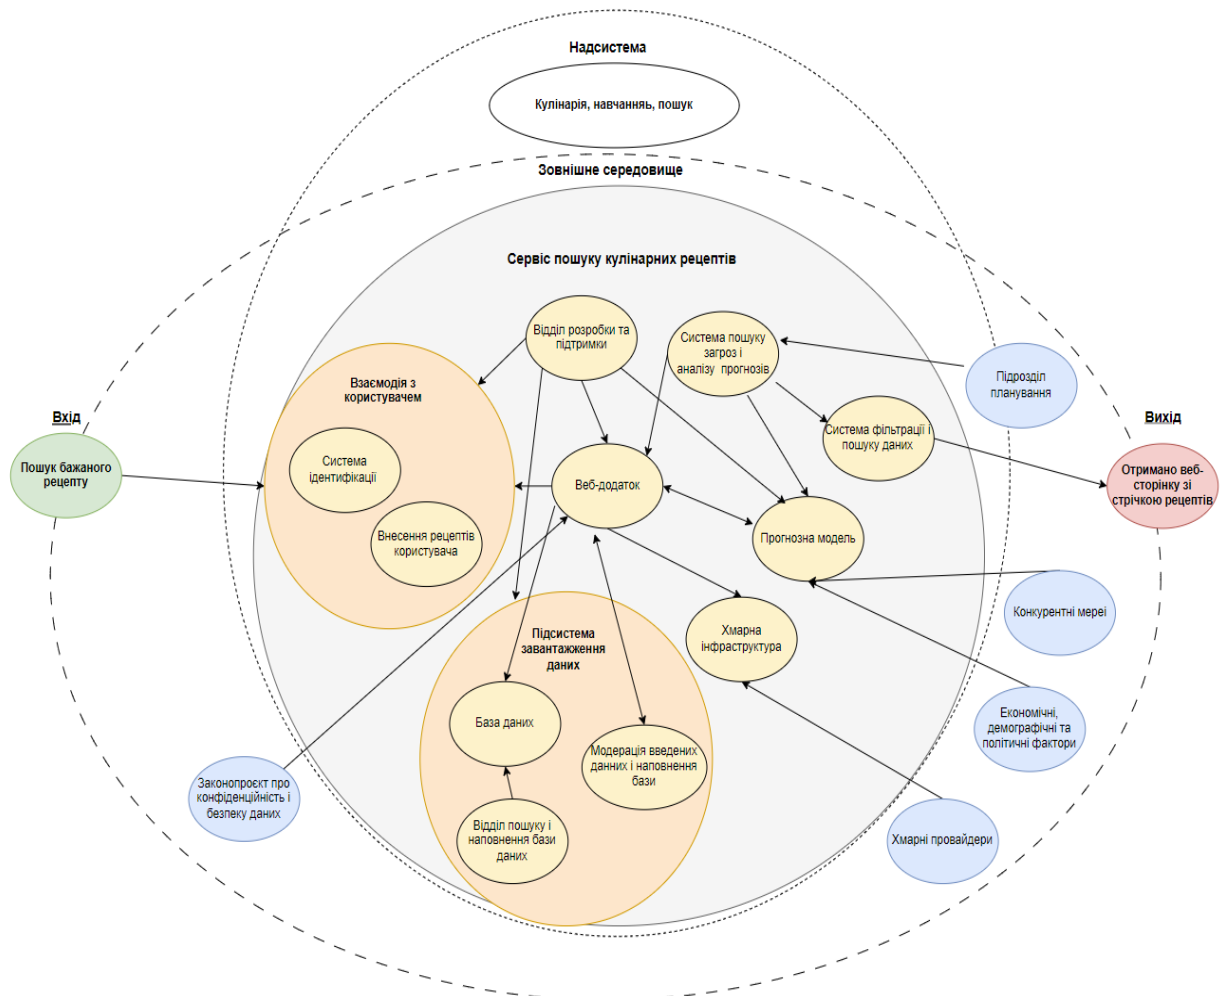 Надсистема
Кулінарія, навчанняь, пошук
Зовнішне середовище
Сервіс пошуку кулінарних рецептів
Відділ розробки та
підтримки
Система пошуку
загроз і
аналізу прогнозів
Підрозділ
планування
Взаємодія з
користувачем
Вхід
Пошук бажаного
рецепту
Система
ідентифікації
Внесення рецептів
користувача
Веб-додаток
Система фільтрації і
пошуку даних
Вихід
Отримано веб-
сторінку зі
стрічкою рецептів
Прогнозна модель
Конкурентні мереі
Хмарна
інфраструктура
Підсистема
завантажження
даних
База даних
Модерація введених
данних і наповнення
бази
Відділ пошуку і
наповнення бази
даних
Економічні,
демографічні та
політичні фактори
Законопроєкт про
конфіденційність і
безпеку даних
Хмарні провайдери